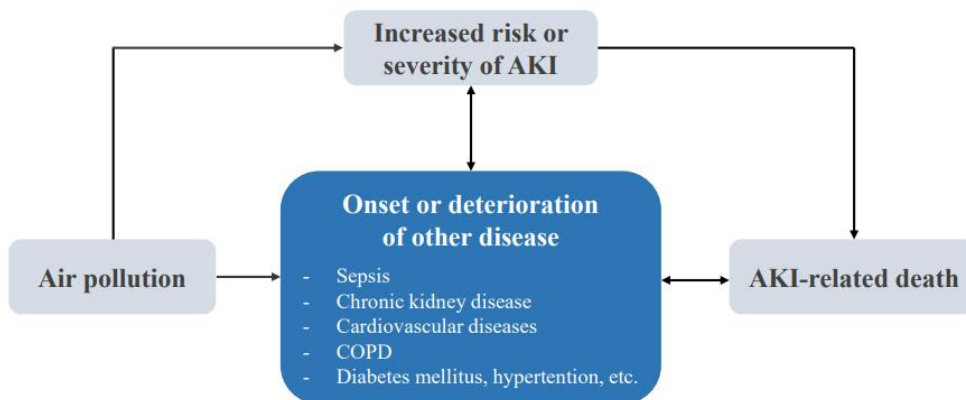 Increased risk or
severity of AKI
Onset or deterioration
of other disease
- Sepsis
- Chronic kidney disease
- Cardiovascular diseases
- COPD
- Diabetes mellitus, hypertention, etc.
Air pollution
AKI-related death